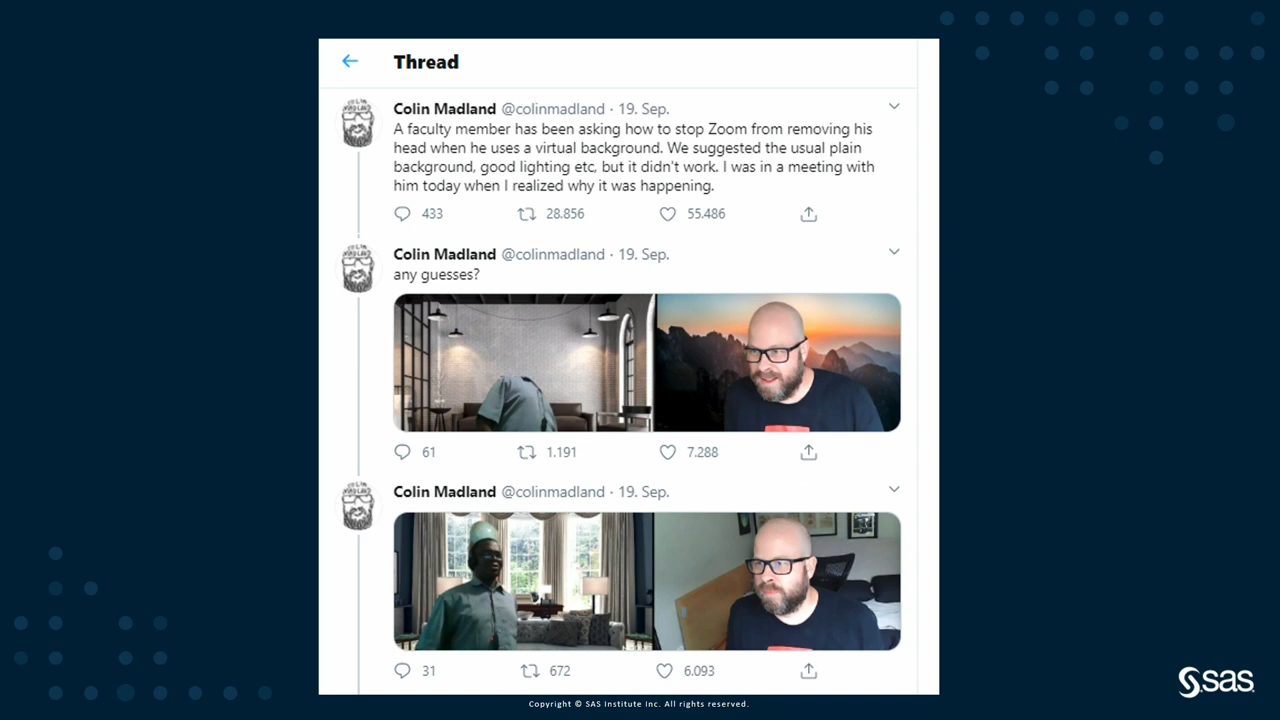 Thread
Colin Madland @colinmadland · 19. Sep.
A faculty member has been asking how to stop Zoom from removing his
head when he uses a virtual background. We suggested the usual plain
background, good lighting etc, but it didn't work. I was in a meeting with
him today when I realized why it was happening.
433 28.856 55.486
Colin Madland @colinmadland · 19. Sep.
any guesses?
61 1.191 7.288
Colin Madland @colinmadland · 19. Sep.
31 672 6.093
sas
Copyright © SAS Institute Inc. All rights reserved.